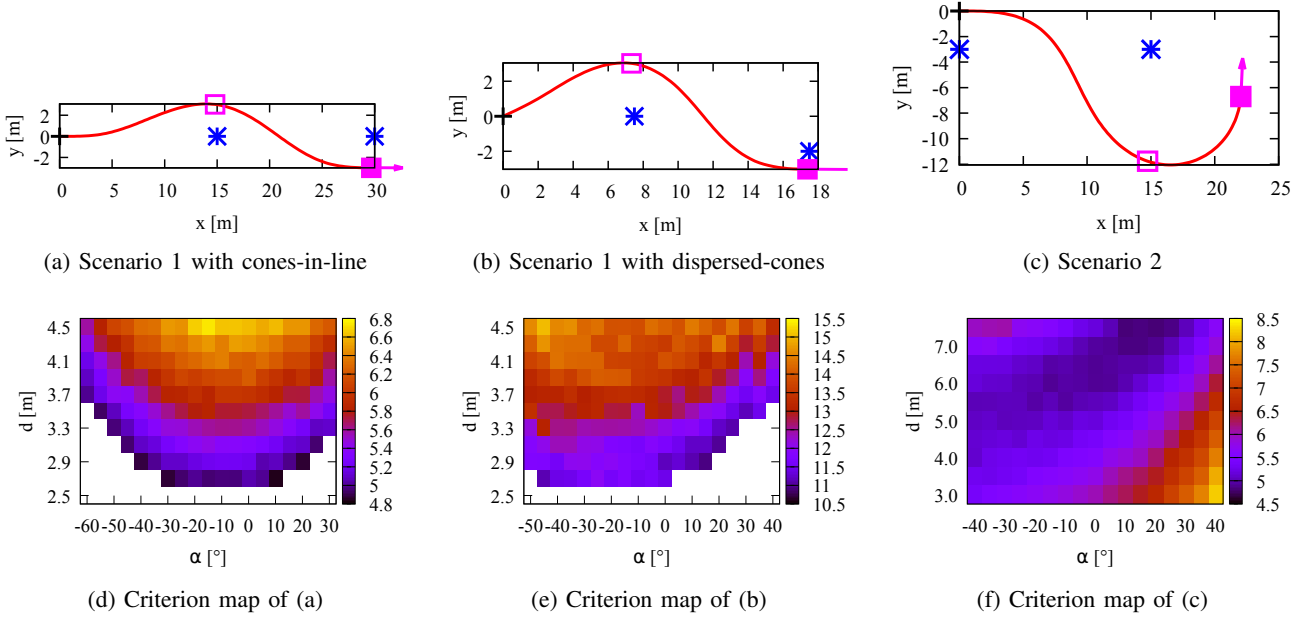 2
0
-2
y [m]
0 5 10 15 20 25 30
x [m]
(a) Scenario 1 with cones-in-line
2
0
-2
y [m]
0 2 4 6 8 10 12 14 16 18
x [m]
(b) Scenario 1 with dispersed-cones
0
-2
-4
-6
-8
-10
-12
y [m]
0 5 10 15 20 25
x [m]
(c) Scenario 2
4.5
4.1
3.7
3.3
2.9
2.5
d [m]
-60 -50 -40 -30 -20 -10 0 10 20 30
α [°]
6.8
6.6
6.4
6.2
6
5.8
5.6
5.4
5.2
5
4.8
(d) Criterion map of (a)
4.5
4.1
3.7
3.3
2.9
2.5
d [m]
-50 -40 -30 -20 -10 0 10 20 30 40
α [°]
15.5
15
14.5
14
13.5
13
12.5
12
11.5
11
10.5
(e) Criterion map of (b)
7.0
6.0
5.0
4.0
3.0
d [m]
-40 -30 -20 -10 0 10 20 30 40
α [°]
8.5
8
7.5
7
6.5
6
5.5
5
4.5
(f) Criterion map of (c)